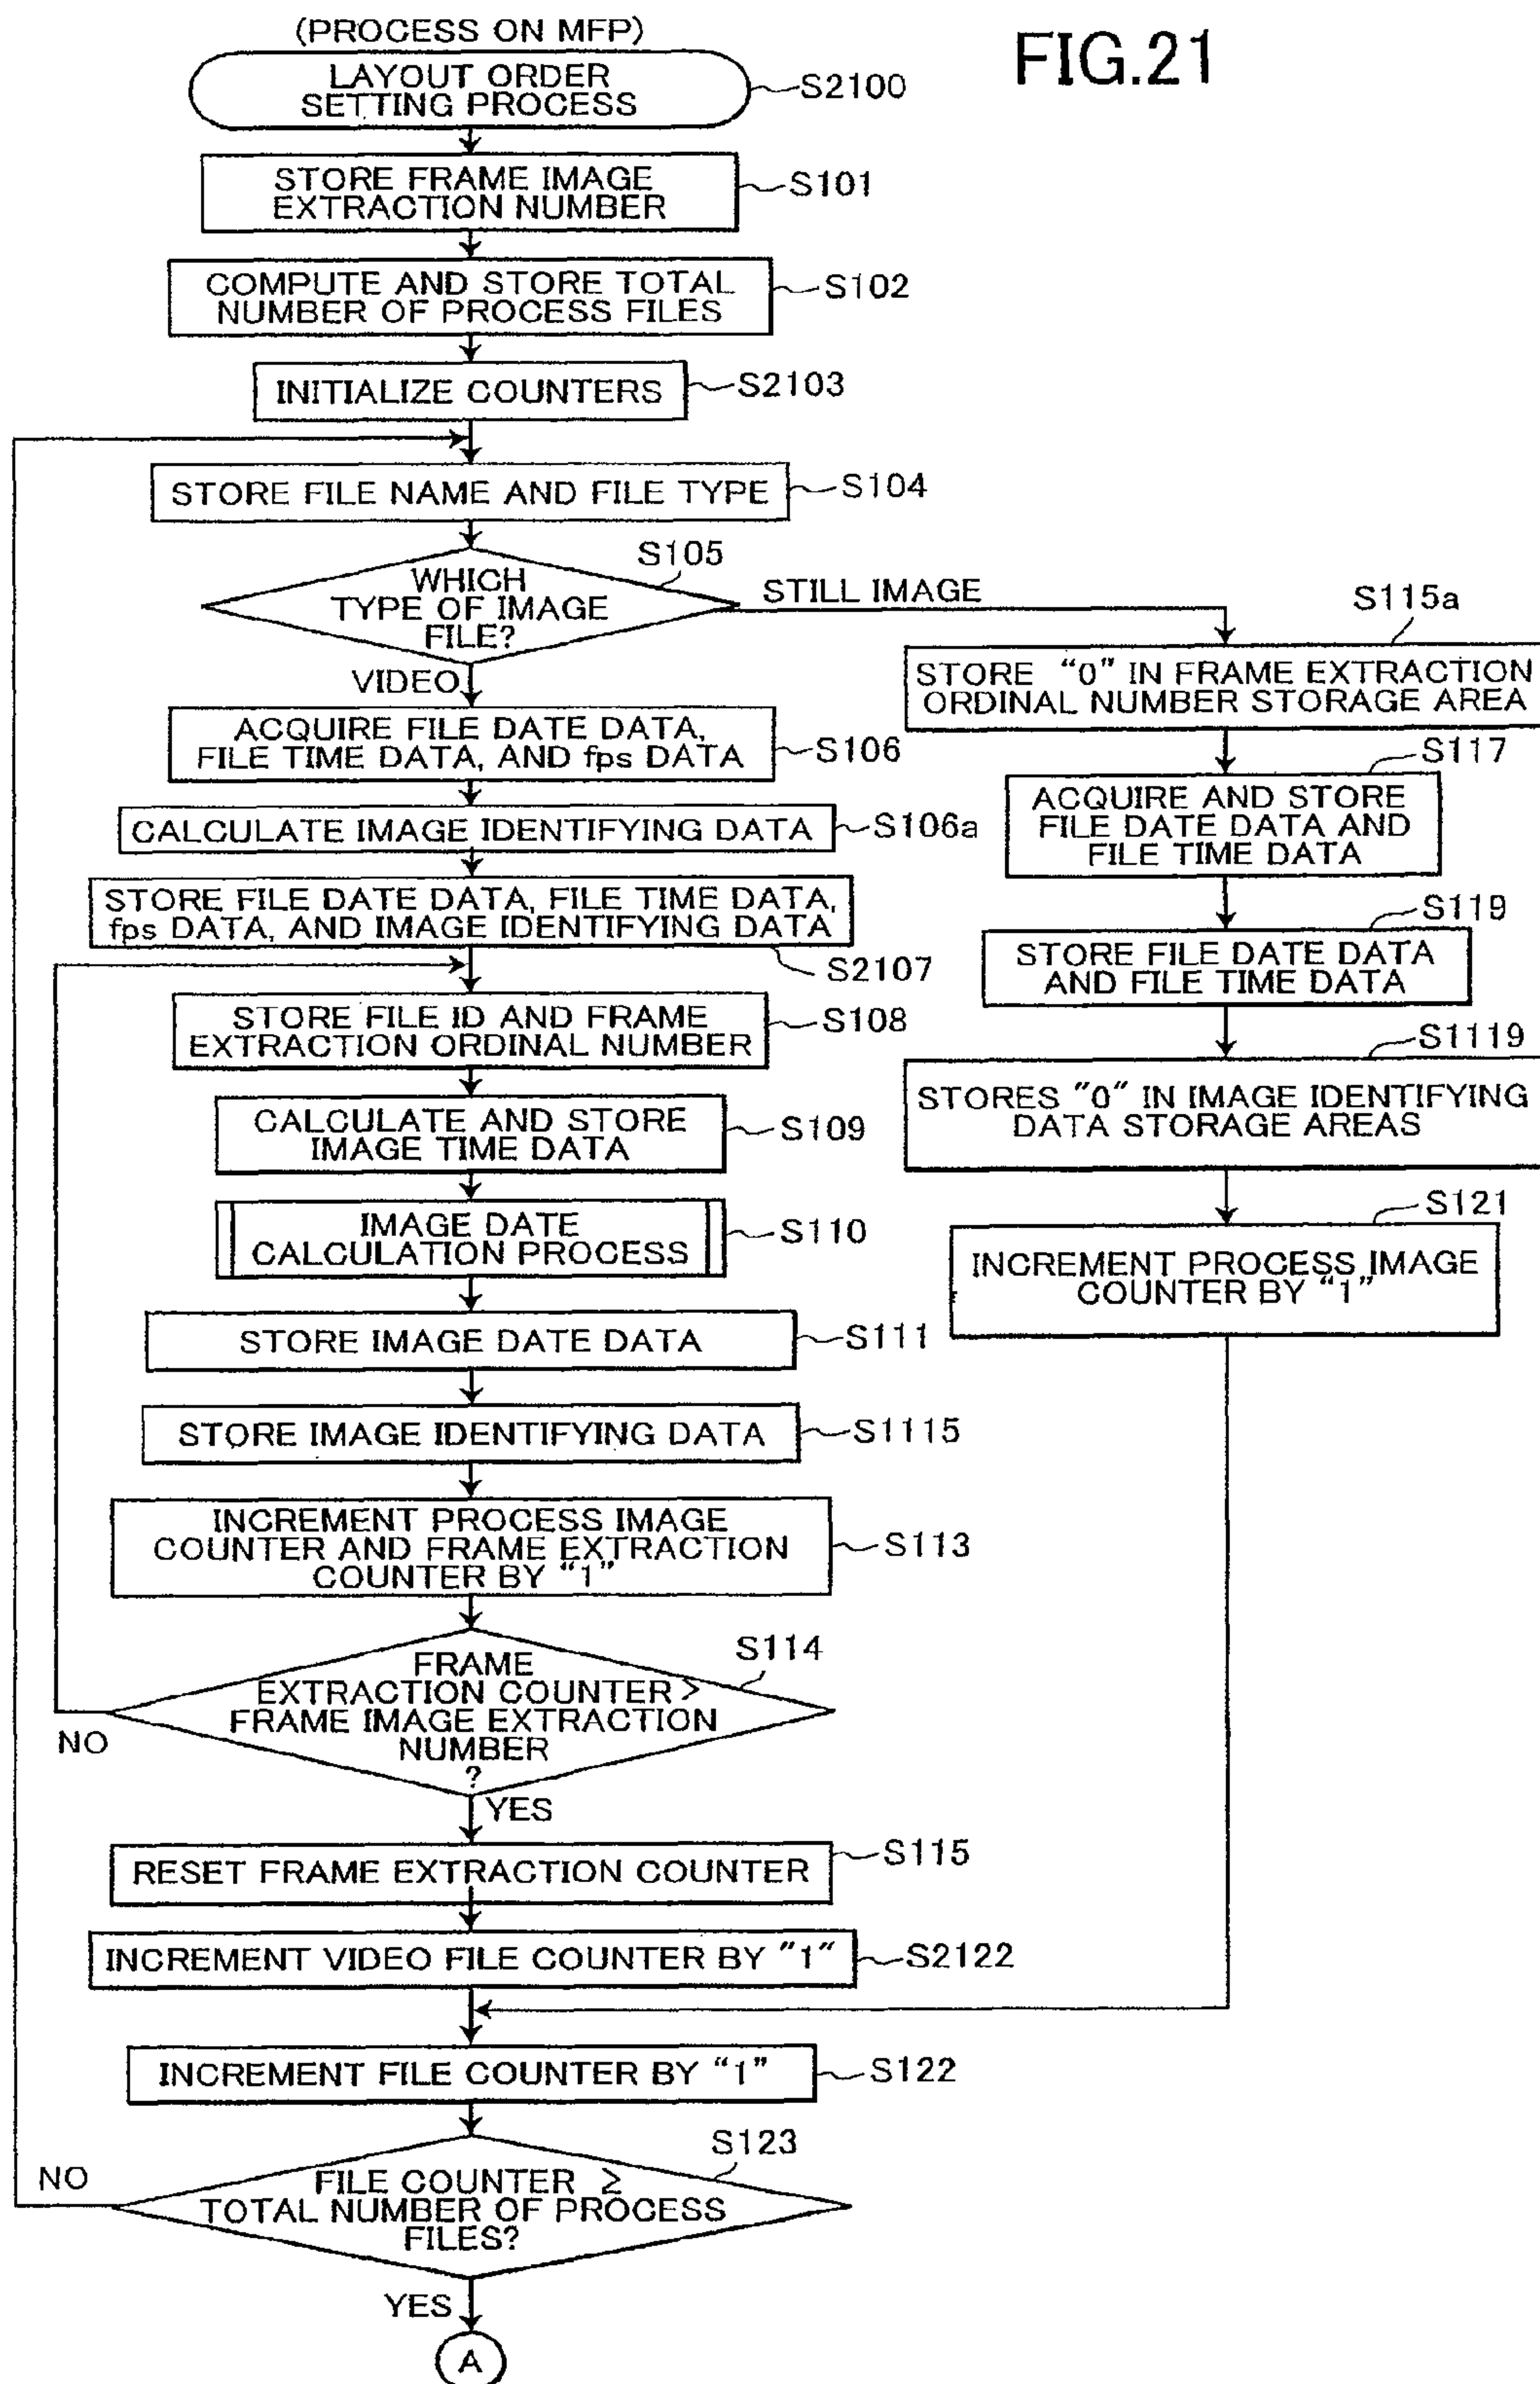 (PROCESS ON MFP)
FIG.21
LAYOUT ORDER
SETTING PROCESS
S2100
STORE FRAME IMAGE
EXTRACTION NUMBER
S101
COMPUTE AND STORE TOTAL
NUMBER OF PROCESS FILES
S102
INITIALIZE COUNTERS
S2103
STORE FILE NAME AND FILE TYPE
S104
WHICH
TYPE OF IMAGE
FILE?
S105
STILL IMAGE
VIDEO
S115a
STORE "0" IN FRAME EXTRACTION
ORDINAL NUMBER STORAGE AREA
ACQUIRE FILE DATE DATA,
FILE TIME DATA, AND fps DATA
S106
S117
ACQUIRE AND STORE
FILE DATE DATA AND
FILE TIME DATA
CALCULATE IMAGE IDENTIFYING DATA
S106a
STORE FILE DATE DATA, FILE TIME DATA,
fps DATA, AND IMAGE IDENTIFYING DATA
S2107
S119
STORE FILE DATE DATA
AND FILE TIME DATA
STORE FILE ID AND FRAME
EXTRACTION ORDINAL NUMBER
S108
S1119
STORES "0" IN IMAGE IDENTIFYING
DATA STORAGE AREAS
CALCULATE AND STORE
IMAGE TIME DATA
S109
IMAGE DATE
CALCULATION PROCESS
S110
S121
INCREMENT PROCESS IMAGE
COUNTER BY "1"
STORE IMAGE DATE DATA
S111
STORE IMAGE IDENTIFYING DATA
S1115
INCREMENT PROCESS IMAGE
COUNTER AND FRAME EXTRACTION
COUNTER BY "1"
S113
FRAME
EXTRACTION COUNTER >
FRAME IMAGE EXTRACTION
NUMBER
?
S114
NO
YES
RESET FRAME EXTRACTION COUNTER
S115
INCREMENT VIDEO FILE COUNTER BY "1"
S2122
INCREMENT FILE COUNTER BY "1"
S122
FILE COUNTER ≥
TOTAL NUMBER OF PROCESS
FILES?
S123
NO
YES
A